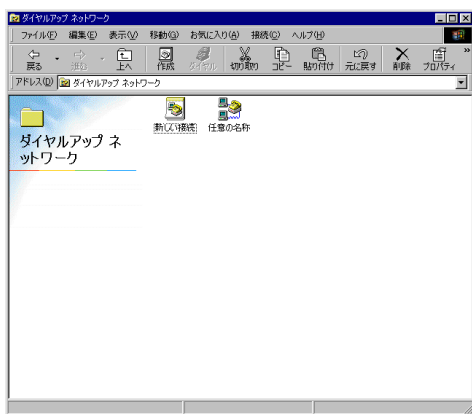 ダイヤルアップ ネットワーク
ファイル(F) 編集(E) 表示(V) 移動(G) お気に入り(A) 接続(C) ヘルプ(H)
戻る 進む 上へ 作成 ダイヤル 切り取り コピー 貼り付け 元に戻す 削除 プロパティ »
アドレス(D) ダイヤルアップ ネットワーク
新しい接続 任意の名称
ダイヤルアップ ネ
ットワーク